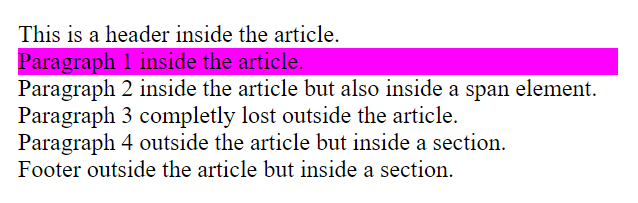 This is a header inside the article.
Paragraph 1 inside the article.
Paragraph 2 inside the article but also inside a span element.
Paragraph 3 completly lost outside the article.
Paragraph 4 outside the article but inside a section.
Footer outside the article but inside a section.